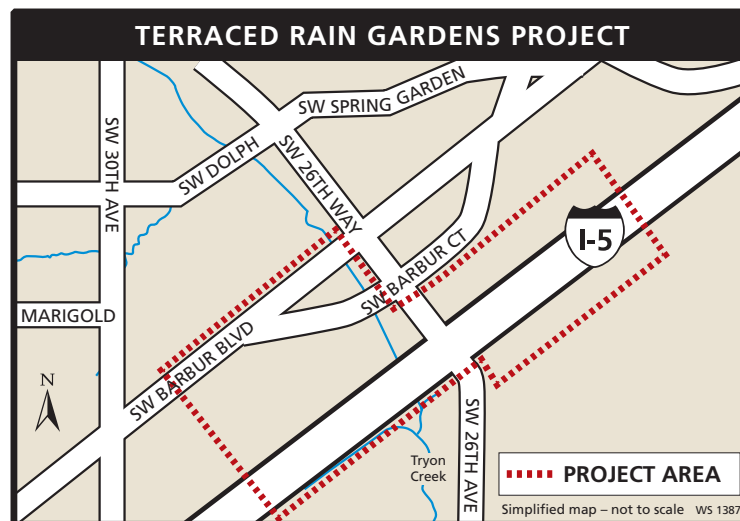 TERRACED RAIN GARDENS PROJECT
SW SPRING GARDEN
SW 30TH AVE
SW DOLPH
SW 26TH WAY
I-5
SW BARBUR CT
MARIGOLD
SW BARBUR BLVD
N
SW 26TH AVE
Tryon
Creek
PROJECT AREA
Simplified map – not to scale WS 1387